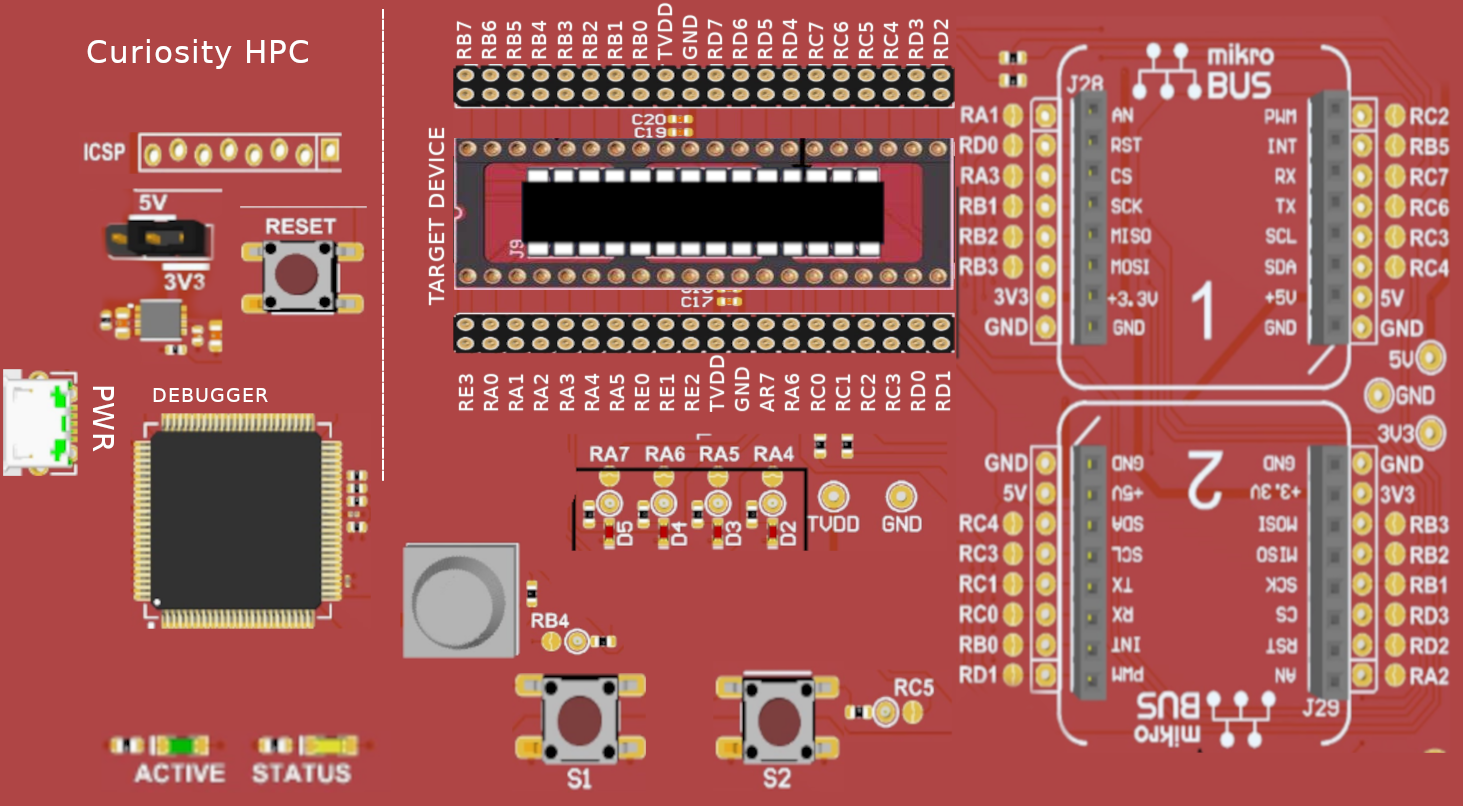 Curiosity HPC
ICSP
5V
3V3
RESET
PWR
DEBUGGER
ACTIVE
STATUS
RB7
RB6
RB5
RB4
RB3
RB2
RB1
RB0
TVDD
GND
RD7
RD6
RD5
RD4
RC7
RC6
RC5
RC4
RD3
RD2
C20
C19
TARGET DEVICE
J9
C17
RE3
RA0
RA1
RA2
RA3
RA4
RA5
RE0
RE1
RE2
TVDD
GND
AR7
RA6
RC0
RC1
RC2
RC3
RD0
RD1
RA7 RA6 RA5 RA4
D5 D4 D3 D2
TVDD GND
RB4
S1
S2
RC5
J28
mikro
BUS
RA1 AN PWM RC2
RD0 RST INT RB5
RA3 CS RX RC7
RB1 SCK TX RC6
RB2 MISO SCL RC3
RB3 MOSI SDA RC4
3V3 +3.3V +5V 5V
GND GND GND GND
1
5V
GND
3V3
2
GND GND GND GND
5V +5V +3.3V 3V3
RC4 SDA MOSI RB3
RC3 SCL MISO RB2
RC1 TX SCK RB1
RC0 RX CS RD3
RB0 INT RST RD2
RD1 PWM AN RA2
J29
mikro
BUS